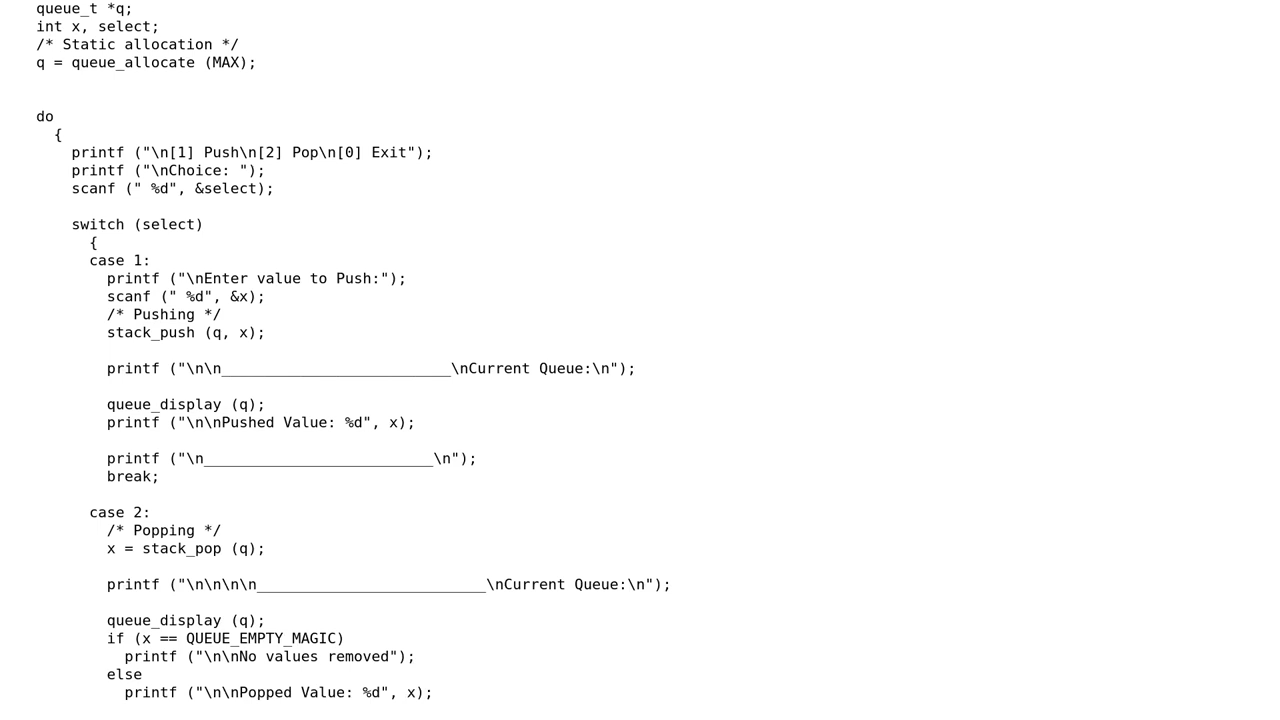 queue_t *q;
int x, select;
/* Static allocation */
q = queue_allocate (MAX);
do
{
printf ("\n[1] Push\n[2] Pop\n[0] Exit");
printf ("\nChoice: ");
scanf (" %d", &select);
switch (select)
{
case 1:
printf ("\nEnter value to Push:");
scanf (" %d", &x);
/* Pushing */
stack_push (q, x);
printf ("\n\n__________________________\nCurrent Queue:\n");
queue_display (q);
printf ("\n\nPushed Value: %d", x);
printf ("\n__________________________\n");
break;
case 2:
/* Popping */
x = stack_pop (q);
printf ("\n\n\n\n__________________________\nCurrent Queue:\n");
queue_display (q);
if (x == QUEUE_EMPTY_MAGIC)
printf ("\n\nNo values removed");
else
printf ("\n\nPopped Value: %d", x);